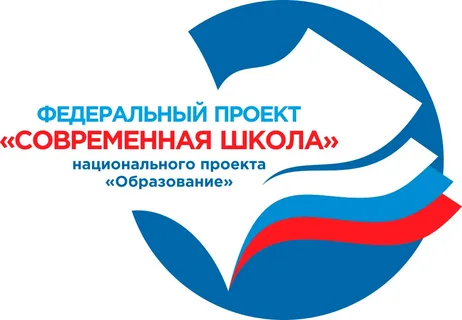 ФЕДЕРАЛЬНЫЙ ПРОЕКТ
«СОВРЕМЕННАЯ ШКОЛА»
национального проекта
«Образование»